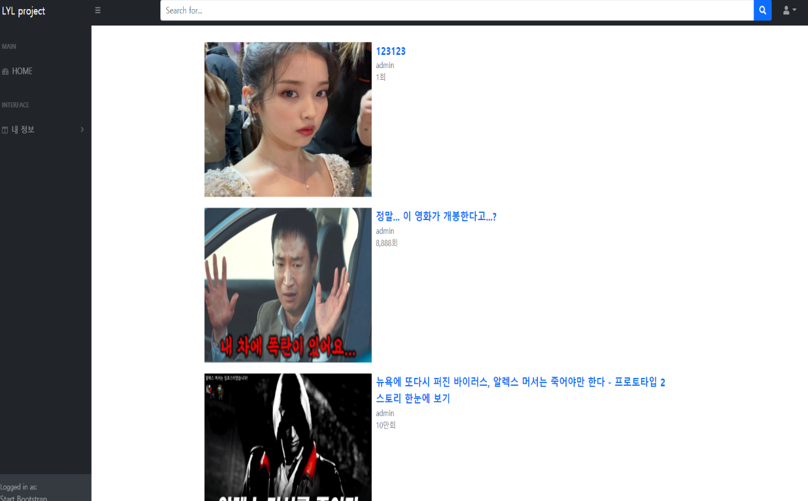 LYL project
Search for...
MAIN
HOME
INTERFACE
내 정보
123123
admin
1회
정말... 이 영화가 개봉한다고...?
admin
8,888회
내 차에 폭탄이 있어요...
뉴욕에 또다시 퍼진 바이러스, 알렉스 머서는 죽어야만 한다 - 프로토타입 2
스토리 한눈에 보기
admin
10만회
Logged in as:
Start Bootstrap